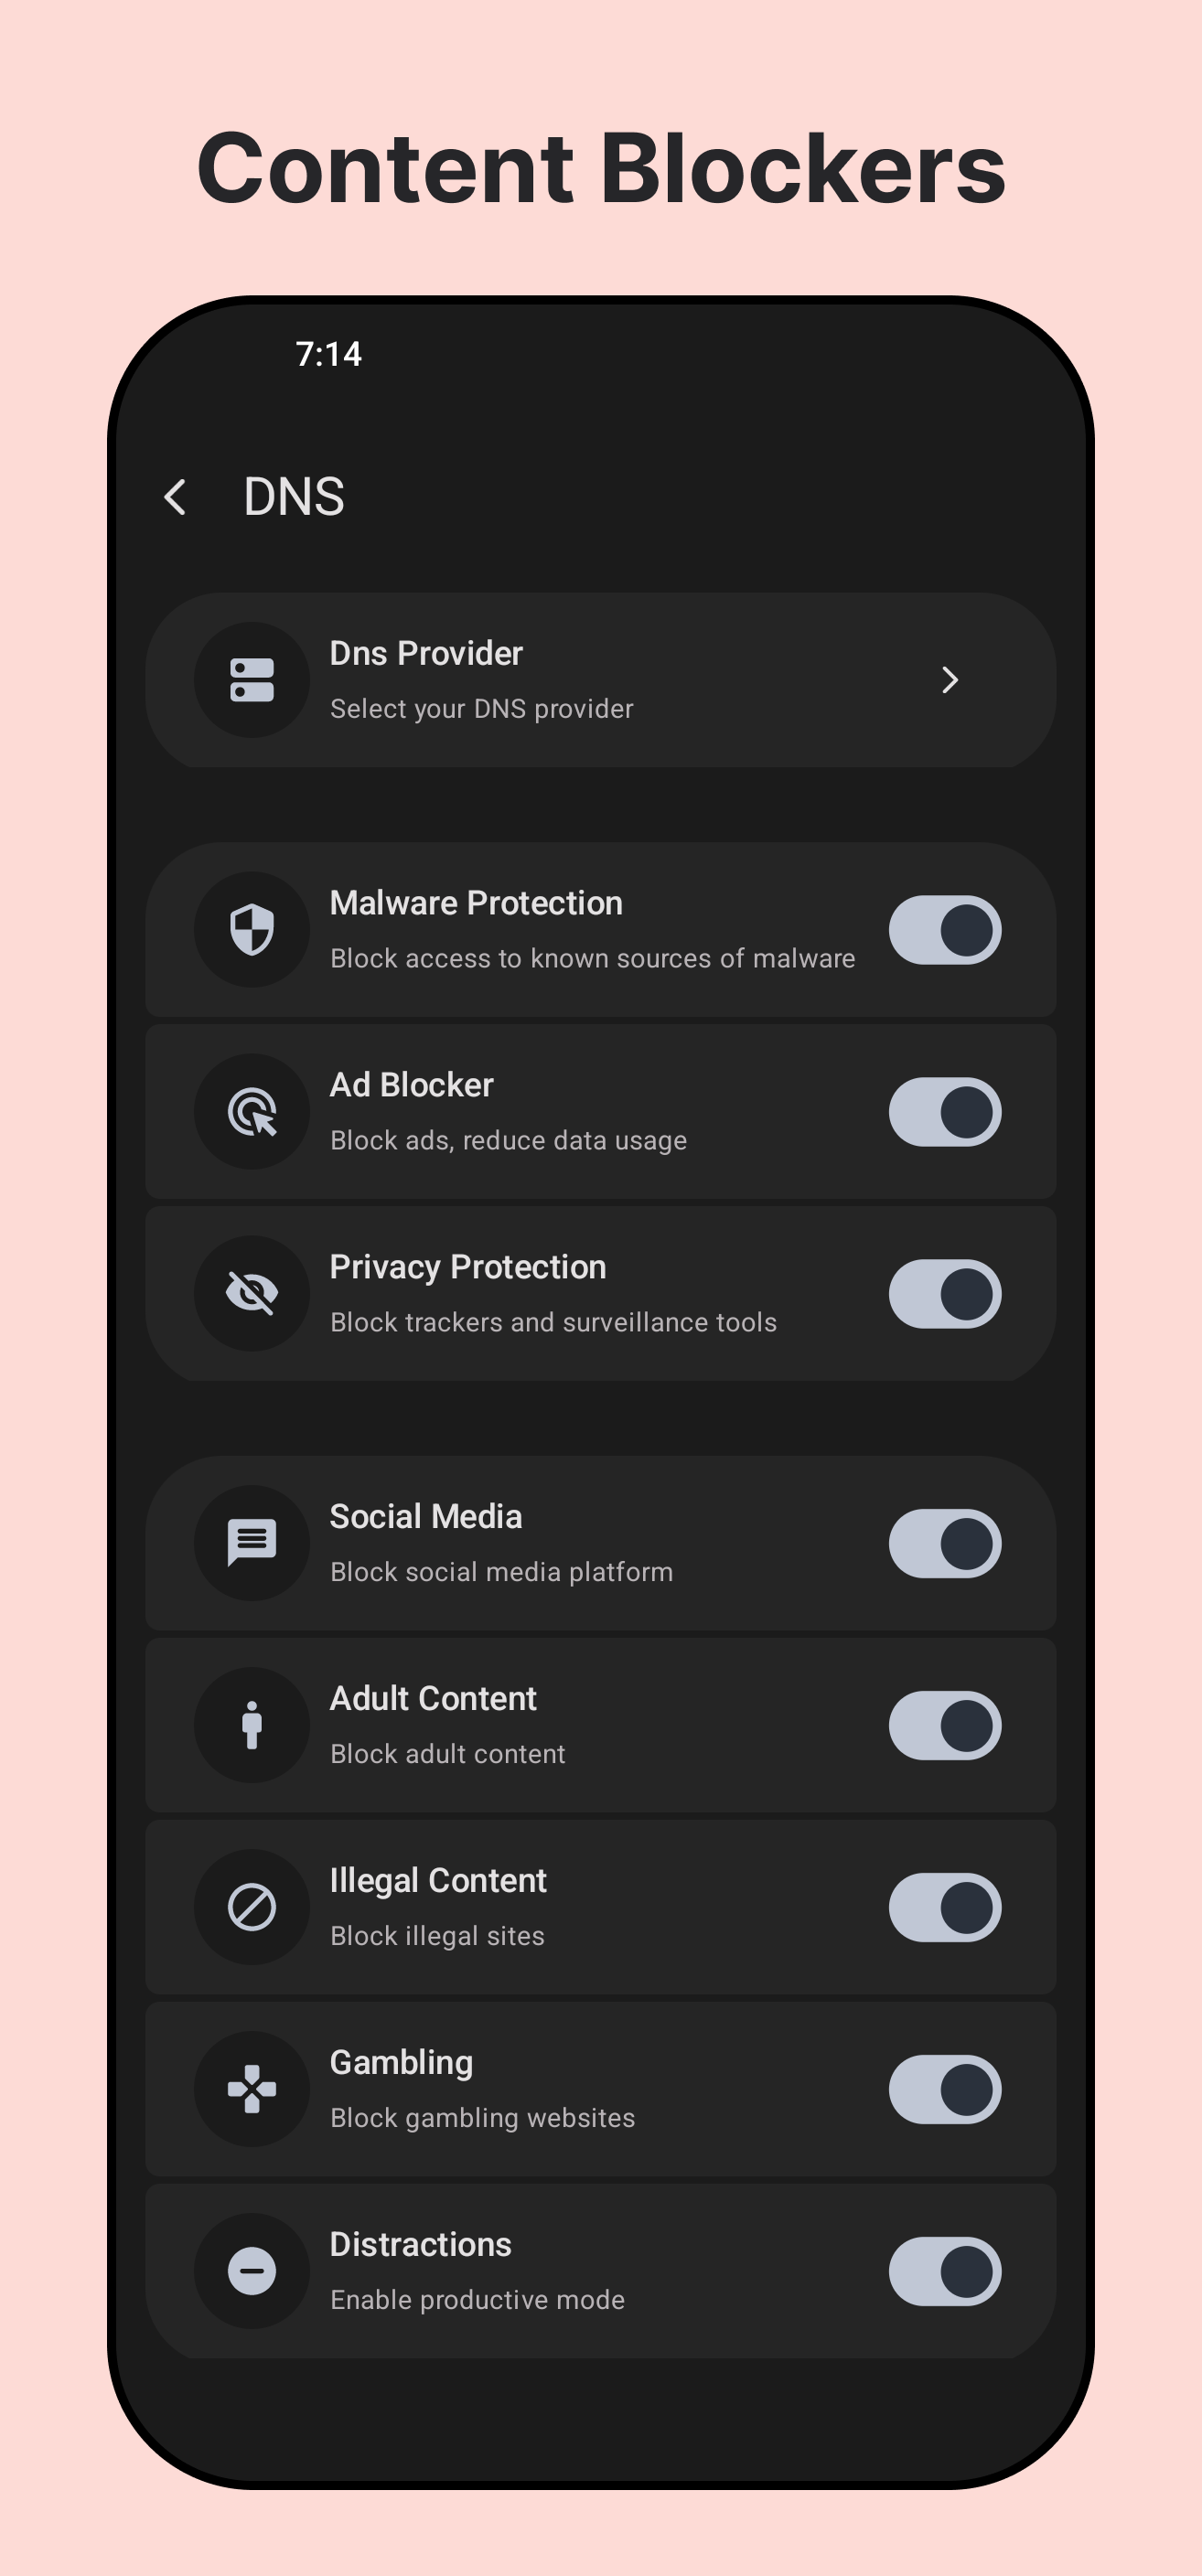 Content Blockers
7:14
DNS
Dns Provider
Select your DNS provider
Malware Protection
Block access to known sources of malware
Ad Blocker
Block ads, reduce data usage
Privacy Protection
Block trackers and surveillance tools
Social Media
Block social media platform
Adult Content
Block adult content
Illegal Content
Block illegal sites
Gambling
Block gambling websites
Distractions
Enable productive mode